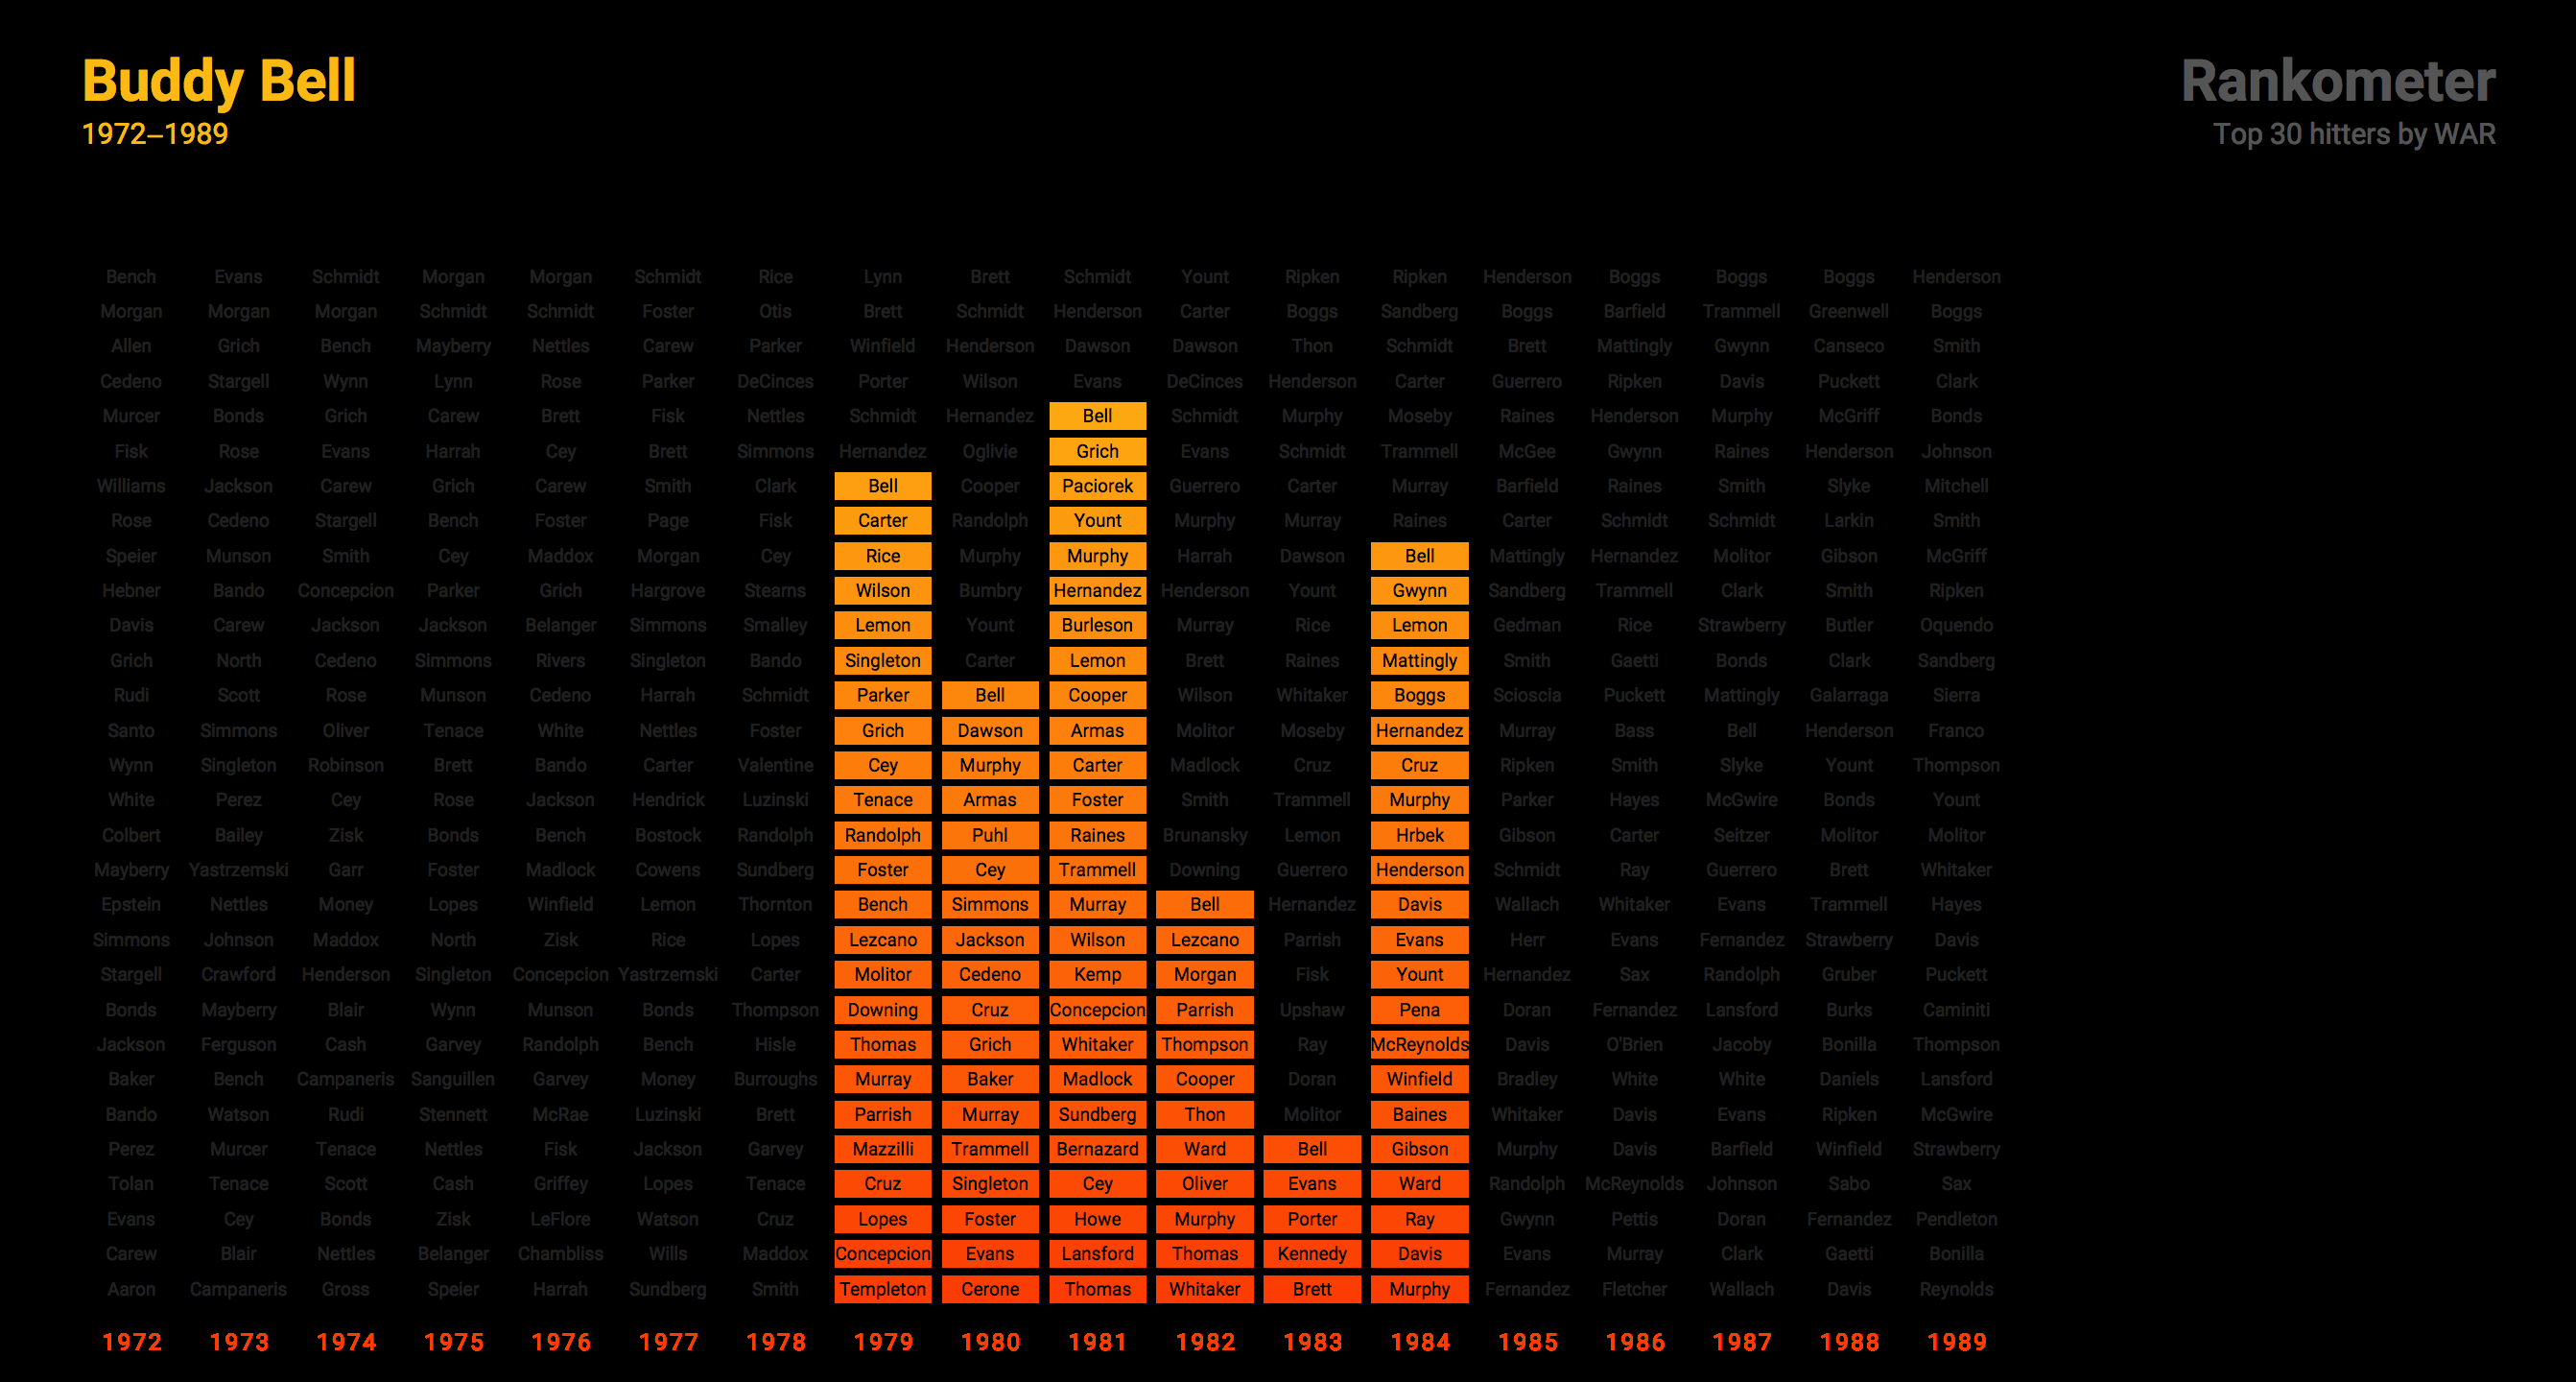 Buddy Bell
1972–1989
Rankometer
Top 30 hitters by WAR
Bench Evans Schmidt Morgan Morgan Schmidt Rice Lynn Brett Schmidt Yount Ripken Ripken Henderson Boggs Boggs Boggs Henderson
Morgan Morgan Morgan Schmidt Schmidt Foster Otis Brett Schmidt Henderson Carter Boggs Sandberg Boggs Barfield Trammell Greenwell Boggs
Allen Grich Bench Mayberry Nettles Carew Parker Winfield Henderson Dawson Dawson Thon Schmidt Brett Mattingly Gwynn Canseco Smith
Cedeno Stargell Wynn Lynn Rose Parker DeCinces Porter Wilson Evans DeCinces Henderson Carter Guerrero Ripken Davis Puckett Clark
Murcer Bonds Grich Carew Brett Fisk Nettles Schmidt Hernandez Bell Schmidt Murphy Moseby Raines Henderson Murphy McGriff Bonds
Fisk Rose Evans Harrah Cey Brett Simmons Hernandez Oglivie Grich Evans Schmidt Trammell McGee Gwynn Raines Henderson Johnson
Williams Jackson Carew Grich Carew Smith Clark Bell Cooper Paciorek Guerrero Carter Murray Barfield Raines Smith Slyke Mitchell
Rose Cedeno Stargell Bench Foster Page Fisk Carter Randolph Yount Murphy Murray Raines Carter Schmidt Schmidt Larkin Smith
Speier Munson Smith Cey Maddox Morgan Cey Rice Murphy Murphy Harrah Dawson Bell Mattingly Hernandez Molitor Gibson McGriff
Hebner Bando Concepcion Parker Grich Hargrove Stearns Wilson Bumbry Hernandez Henderson Yount Gwynn Sandberg Trammell Clark Smith Ripken
Davis Carew Jackson Jackson Belanger Simmons Smalley Lemon Yount Burleson Murray Rice Lemon Gedman Rice Strawberry Butler Oquendo
Grich North Cedeno Simmons Rivers Singleton Bando Singleton Carter Lemon Brett Raines Mattingly Smith Gaetti Bonds Clark Sandberg
Rudi Scott Rose Munson Cedeno Harrah Schmidt Parker Bell Cooper Wilson Whitaker Boggs Scioscia Puckett Mattingly Galarraga Sierra
Santo Simmons Oliver Tenace White Nettles Foster Grich Dawson Armas Molitor Moseby Hernandez Murray Bass Bell Henderson Franco
Wynn Singleton Robinson Brett Bando Carter Valentine Cey Murphy Carter Madlock Cruz Cruz Ripken Smith Slyke Yount Thompson
White Perez Cey Rose Jackson Hendrick Luzinski Tenace Armas Foster Smith Trammell Murphy Parker Hayes McGwire Bonds Yount
Colbert Bailey Zisk Bonds Bench Bostock Randolph Randolph Puhl Raines Brunansky Lemon Hrbek Gibson Carter Seitzer Molitor Molitor
Mayberry Yastrzemski Garr Foster Madlock Cowens Sundberg Foster Cey Trammell Downing Guerrero Henderson Schmidt Ray Guerrero Brett Whitaker
Epstein Nettles Money Lopes Winfield Lemon Thornton Bench Simmons Murray Bell Hernandez Davis Wallach Whitaker Evans Trammell Hayes
Simmons Johnson Maddox North Zisk Rice Lopes Lezcano Jackson Wilson Lezcano Parrish Evans Herr Evans Fernandez Strawberry Davis
Stargell Crawford Henderson Singleton Concepcion Yastrzemski Carter Molitor Cedeno Kemp Morgan Fisk Yount Hernandez Sax Randolph Gruber Puckett
Bonds Mayberry Blair Wynn Munson Bonds Thompson Downing Cruz Concepcion Parrish Upshaw Pena Doran Fernandez Lansford Burks Caminiti
Jackson Ferguson Cash Garvey Randolph Bench Hisle Thomas Grich Whitaker Thompson Ray McReynolds Davis O'Brien Jacoby Bonilla Thompson
Baker Bench Campaneris Sanguillen Garvey Money Burroughs Murray Baker Madlock Cooper Doran Winfield Bradley White White Daniels Lansford
Bando Watson Rudi Stennett McRae Luzinski Brett Parrish Murray Sundberg Thon Molitor Baines Whitaker Davis Evans Ripken McGwire
Perez Murcer Tenace Nettles Fisk Jackson Garvey Mazzilli Trammell Bernazard Ward Bell Gibson Murphy Davis Barfield Winfield Strawberry
Tolan Tenace Scott Cash Griffey Lopes Tenace Cruz Singleton Cey Oliver Evans Ward Randolph McReynolds Johnson Sabo Sax
Evans Cey Bonds Zisk LeFlore Watson Cruz Lopes Foster Howe Murphy Porter Ray Gwynn Pettis Doran Fernandez Pendleton
Carew Blair Nettles Belanger Chambliss Wills Maddox Concepcion Evans Lansford Thomas Kennedy Davis Evans Murray Clark Gaetti Bonilla
Aaron Campaneris Gross Speier Harrah Sundberg Smith Templeton Cerone Thomas Whitaker Brett Murphy Fernandez Fletcher Wallach Davis Reynolds
1972 1973 1974 1975 1976 1977 1978 1979 1980 1981 1982 1983 1984 1985 1986 1987 1988 1989